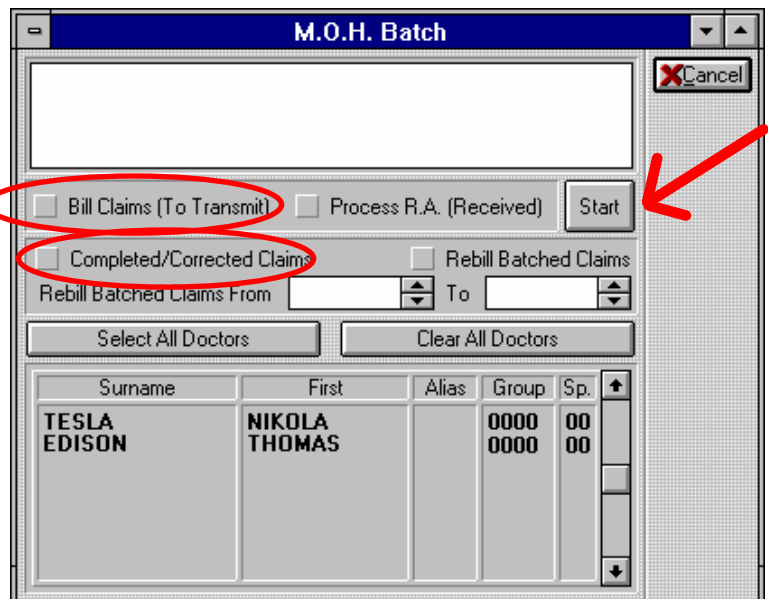 M.O.H. Batch
Cancel
Bill Claims (To Transmit) Process R.A. (Received) Start
Completed/Corrected Claims Rebill Batched Claims
Rebill Batched Claims From To
Select All Doctors Clear All Doctors
Surname First Alias Group Sp.
TESLA NIKOLA 0000 00
EDISON THOMAS 0000 00